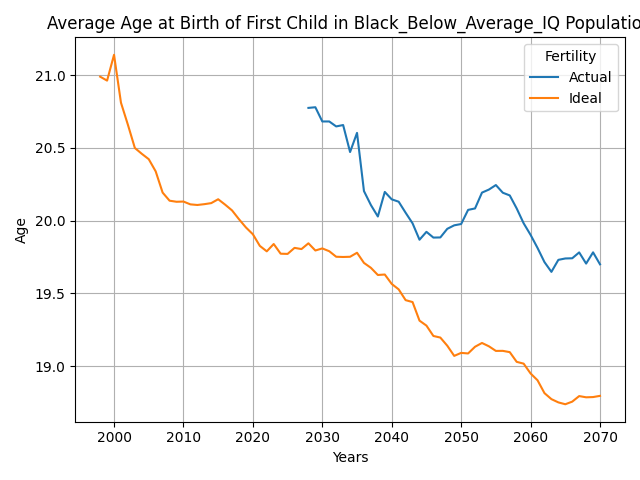 Average Age at Birth of First Child in Black_Below_Average_IQ Populatio
Fertility
Actual
Ideal
21.0
20.5
20.0
19.5
19.0
Age
2000 2010 2020 2030 2040 2050 2060 2070
Years